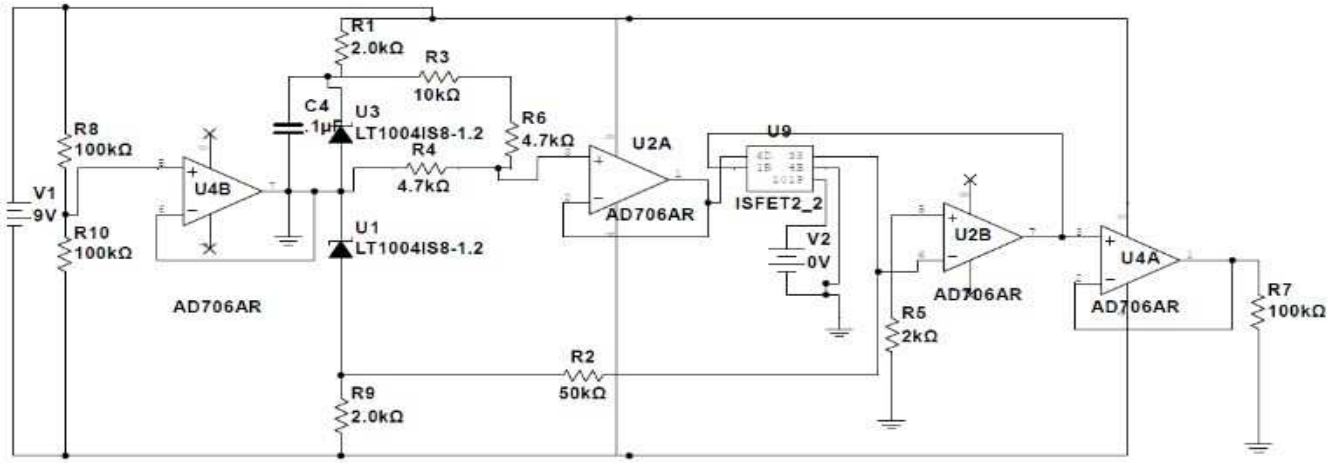 R1
2.0kΩ
R3
10kΩ
C4
.1µF
U3
LT1004IS8-1.2
R6
4.7kΩ
R8
100kΩ
U4B
R4
4.7kΩ
U2A
AD706AR
U9
ISFET2_2
V1
9V
R10
100kΩ
AD706AR
U1
LT1004IS8-1.2
V2
0V
U2B
AD706AR
U4A
AD706AR
R7
100kΩ
R5
2kΩ
R2
50kΩ
R9
2.0kΩ